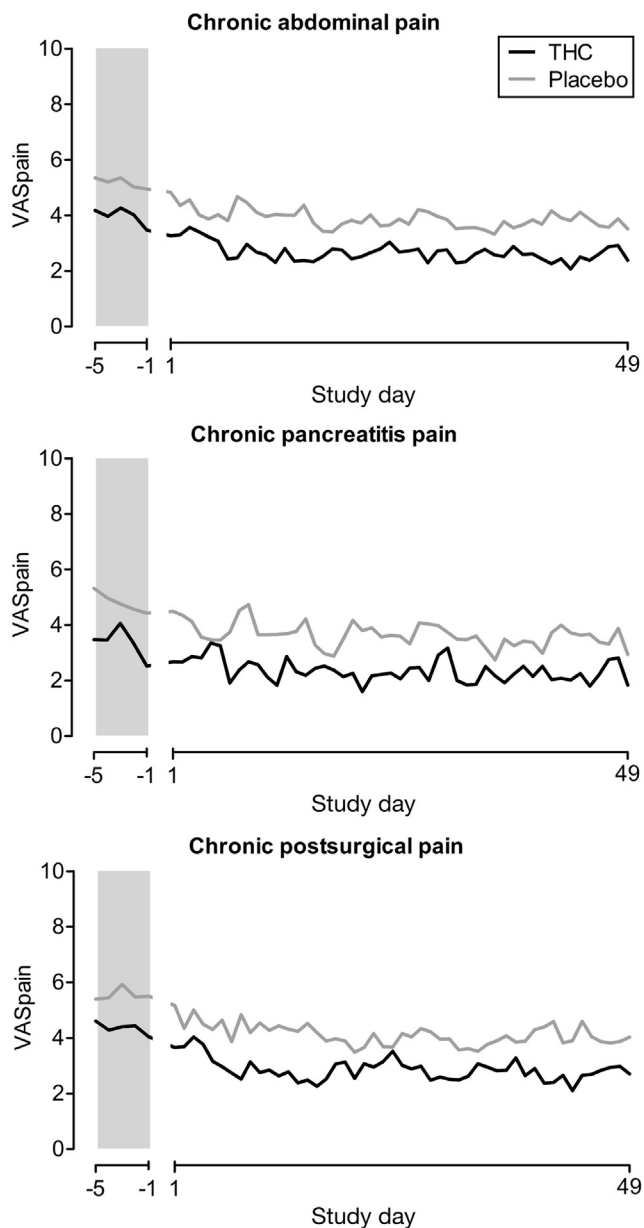 Chronic abdominal pain
THC
Placebo
VASpain
10
8
6
4
2
0
-5 -1 1 49
Study day
Chronic pancreatitis pain
VASpain
10
8
6
4
2
0
-5 -1 1 49
Study day
Chronic postsurgical pain
VASpain
10
8
6
4
2
0
-5 -1 1 49
Study day